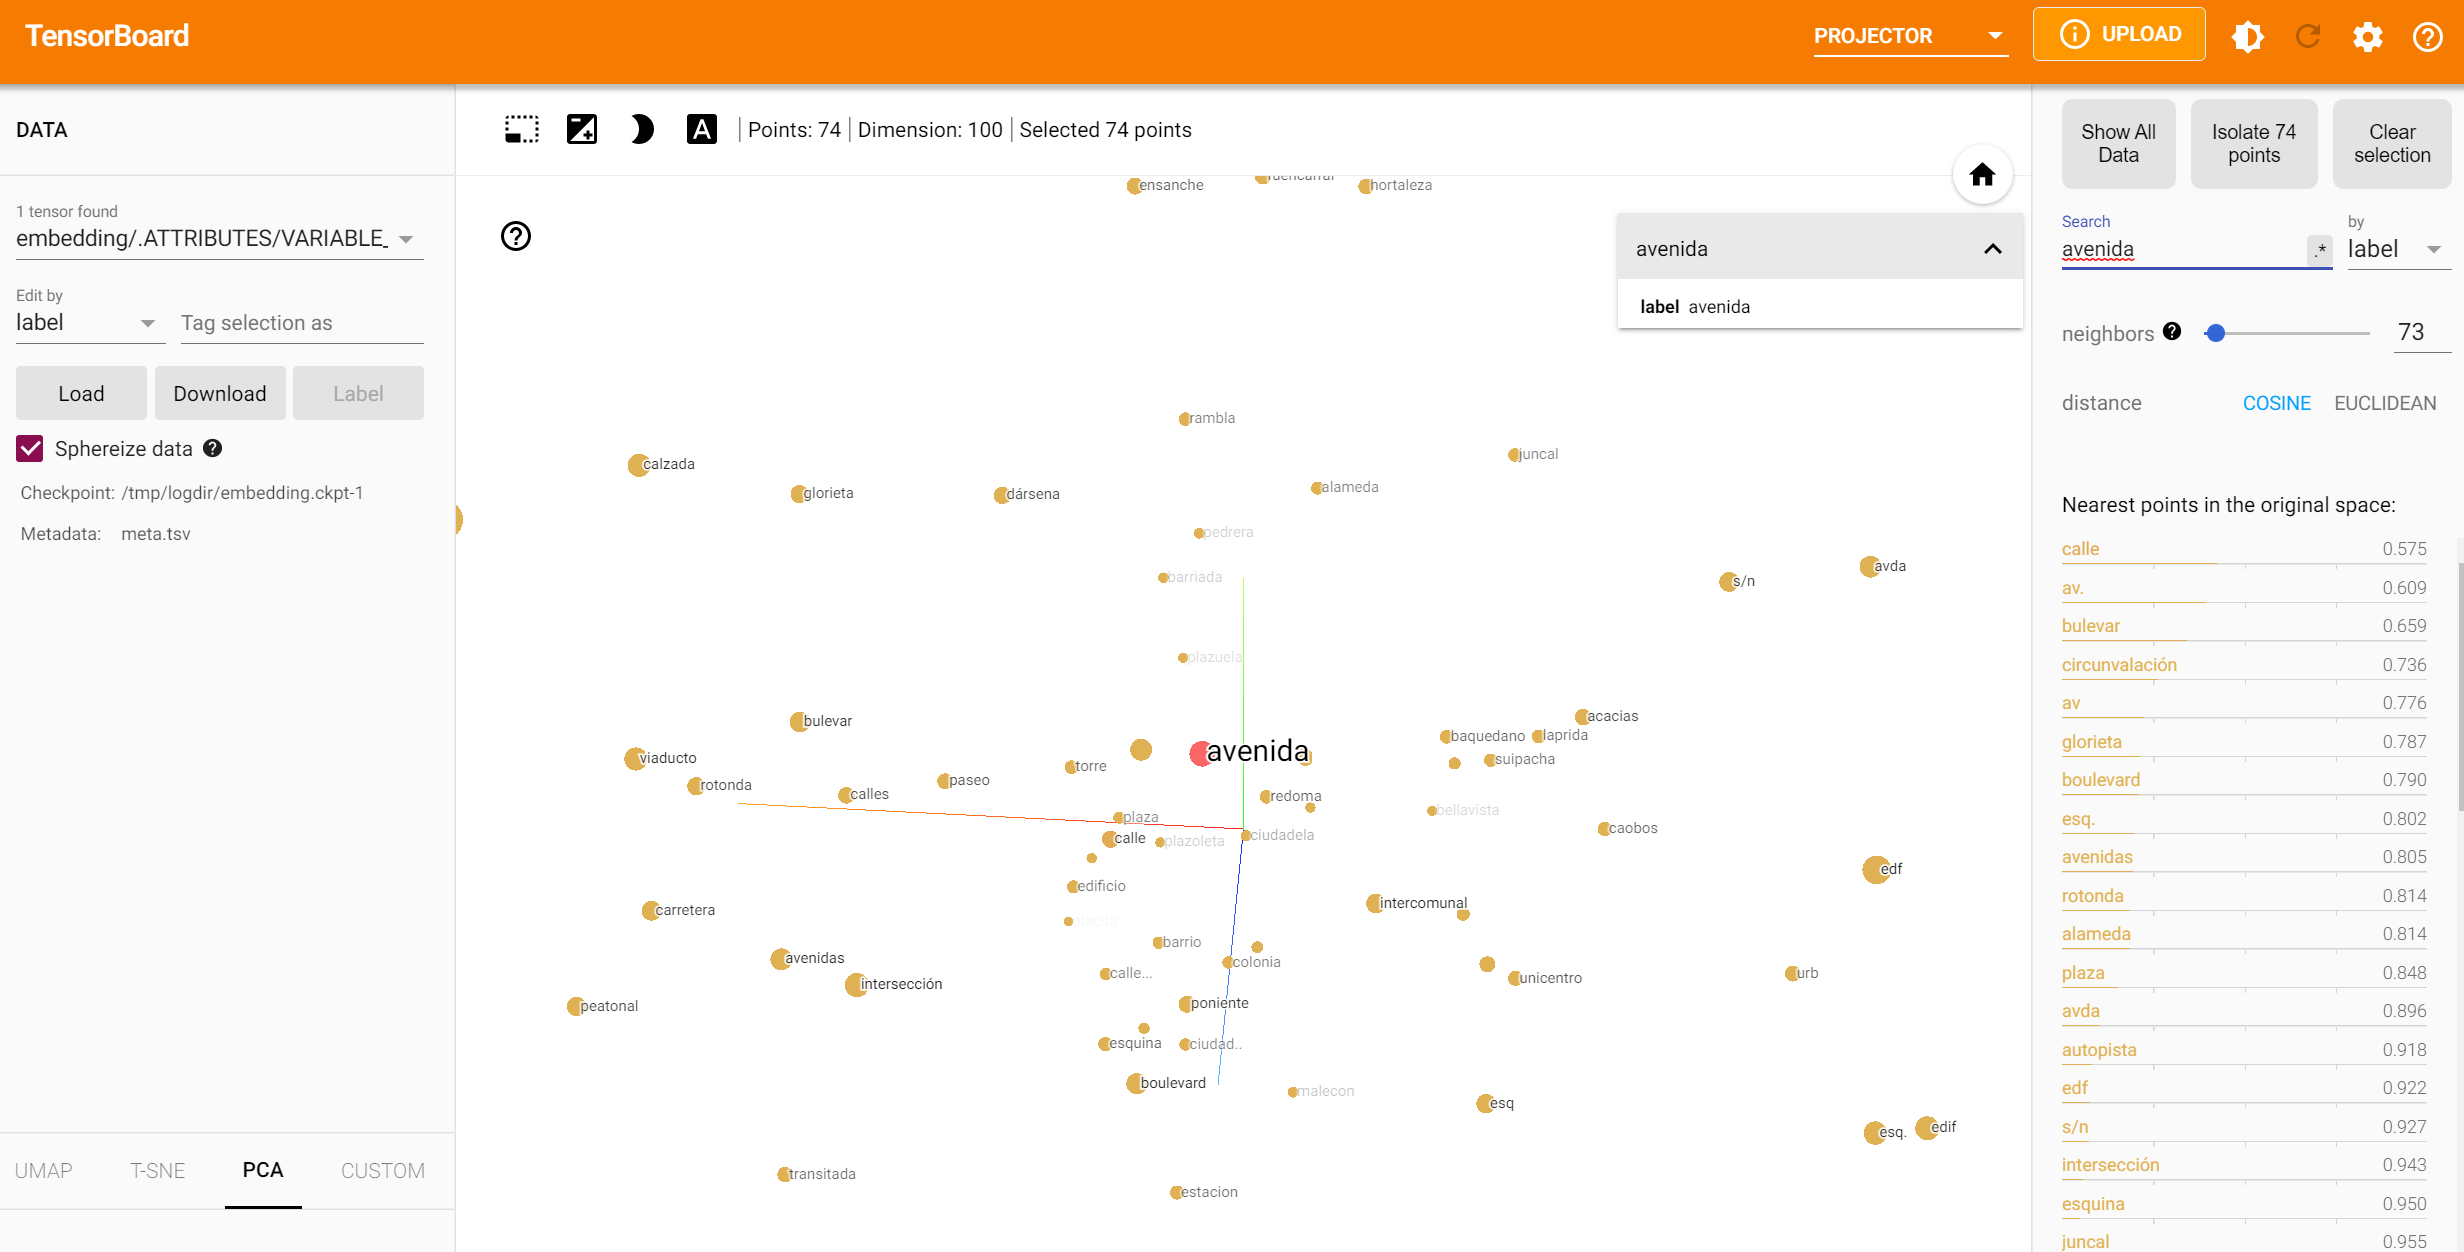 TensorBoard
PROJECTOR
UPLOAD
DATA
1 tensor found
embedding/.ATTRIBUTES/VARIABLE_
Edit by
label
Tag selection as
Load
Download
Label
Sphereize data
Checkpoint: /tmp/logdir/embedding.ckpt-1
Metadata: meta.tsv
UMAP
T-SNE
PCA
CUSTOM
A
Points: 74
Dimension: 100
Selected 74 points
avenida
label avenida
ensanche
fuencarral
hortaleza
rambla
juncal
calzada
glorieta
dársena
alameda
pedrera
barriada
s/n
avda
plazuela
bulevar
acacias
viaducto
avenida
baquedano
laprida
suipacha
torre
rotonda
calles
paseo
redoma
plaza
bellavista
calle
plazoleta
ciudadela
caobos
edf
edificio
carretera
intercomunal
barrio
avenidas
intersección
calle...
colonia
unicentro
urb
peatonal
poniente
esquina
ciudad..
boulevard
malecon
esq
esq.
edif
transitada
estacion
Show All Data
Isolate 74 points
Clear selection
Search
avenida
.*
by
label
neighbors
73
distance
COSINE
EUCLIDEAN
Nearest points in the original space:
calle 0.575
av. 0.609
bulevar 0.659
circunvalación 0.736
av 0.776
glorieta 0.787
boulevard 0.790
esq. 0.802
avenidas 0.805
rotonda 0.814
alameda 0.814
plaza 0.848
avda 0.896
autopista 0.918
edf 0.922
s/n 0.927
intersección 0.943
esquina 0.950
juncal 0.955